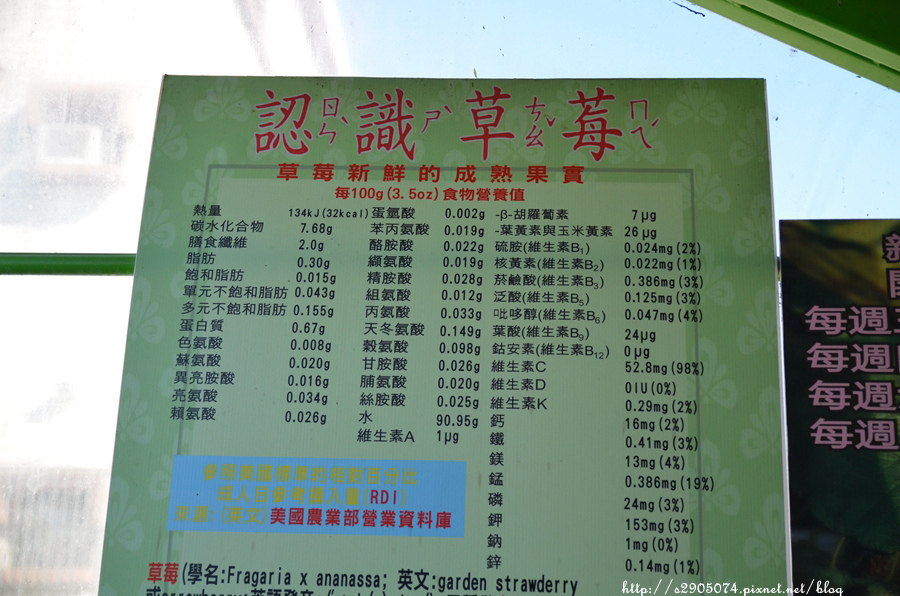 認識草莓
ㄖㄣˋ ㄕˋ ㄘㄠˇ ㄇㄟˊ
草莓新鮮的成熟果實
每100g(3.5oz)食物營養值
熱量 134kJ(32kcal)
碳水化合物 7.68g
膳食纖維 2.0g
脂肪 0.30g
飽和脂肪 0.015g
單元不飽和脂肪 0.043g
多元不飽和脂肪 0.155g
蛋白質 0.67g
色氨酸 0.008g
蘇氨酸 0.020g
異亮胺酸 0.016g
亮氨酸 0.034g
賴氨酸 0.026g
蛋氫酸 0.002g
苯丙氨酸 0.019g
酪胺酸 0.022g
纈氨酸 0.019g
精胺酸 0.028g
組氨酸 0.012g
丙氨酸 0.033g
天冬氨酸 0.149g
穀氨酸 0.098g
甘胺酸 0.026g
脯氨酸 0.020g
絲胺酸 0.025g
水 90.95g
維生素A 1μg
-β-胡羅蔔素 7μg
-葉黃素與玉米黃素 26μg
硫胺(維生素B₁) 0.024mg(2%)
核黃素(維生素B₂) 0.022mg(1%)
菸鹼酸(維生素B₃) 0.386mg(3%)
泛酸(維生素B₅) 0.125mg(3%)
吡哆醇(維生素B₆) 0.047mg(4%)
葉酸(維生素B₉) 24μg
鈷安素(維生素B₁₂) 0μg
維生素C 52.8mg(98%)
維生素D 0IU(0%)
維生素K 0.29mg(2%)
鈣 16mg(2%)
鐵 0.41mg(3%)
鎂 13mg(4%)
錳 0.386mg(19%)
磷 24mg(3%)
鉀 153mg(3%)
鈉 1mg(0%)
鋅 0.14mg(1%)
參照美國標準的相對百分比
成人日參考攝入量(RDI)
來源:(英文)美國農業部營業資料庫
草莓(學名:Fragaria x ananassa; 英文:garden strawberry
每週
每週
每週
每週
http://s2905074.pixnet.net/blog